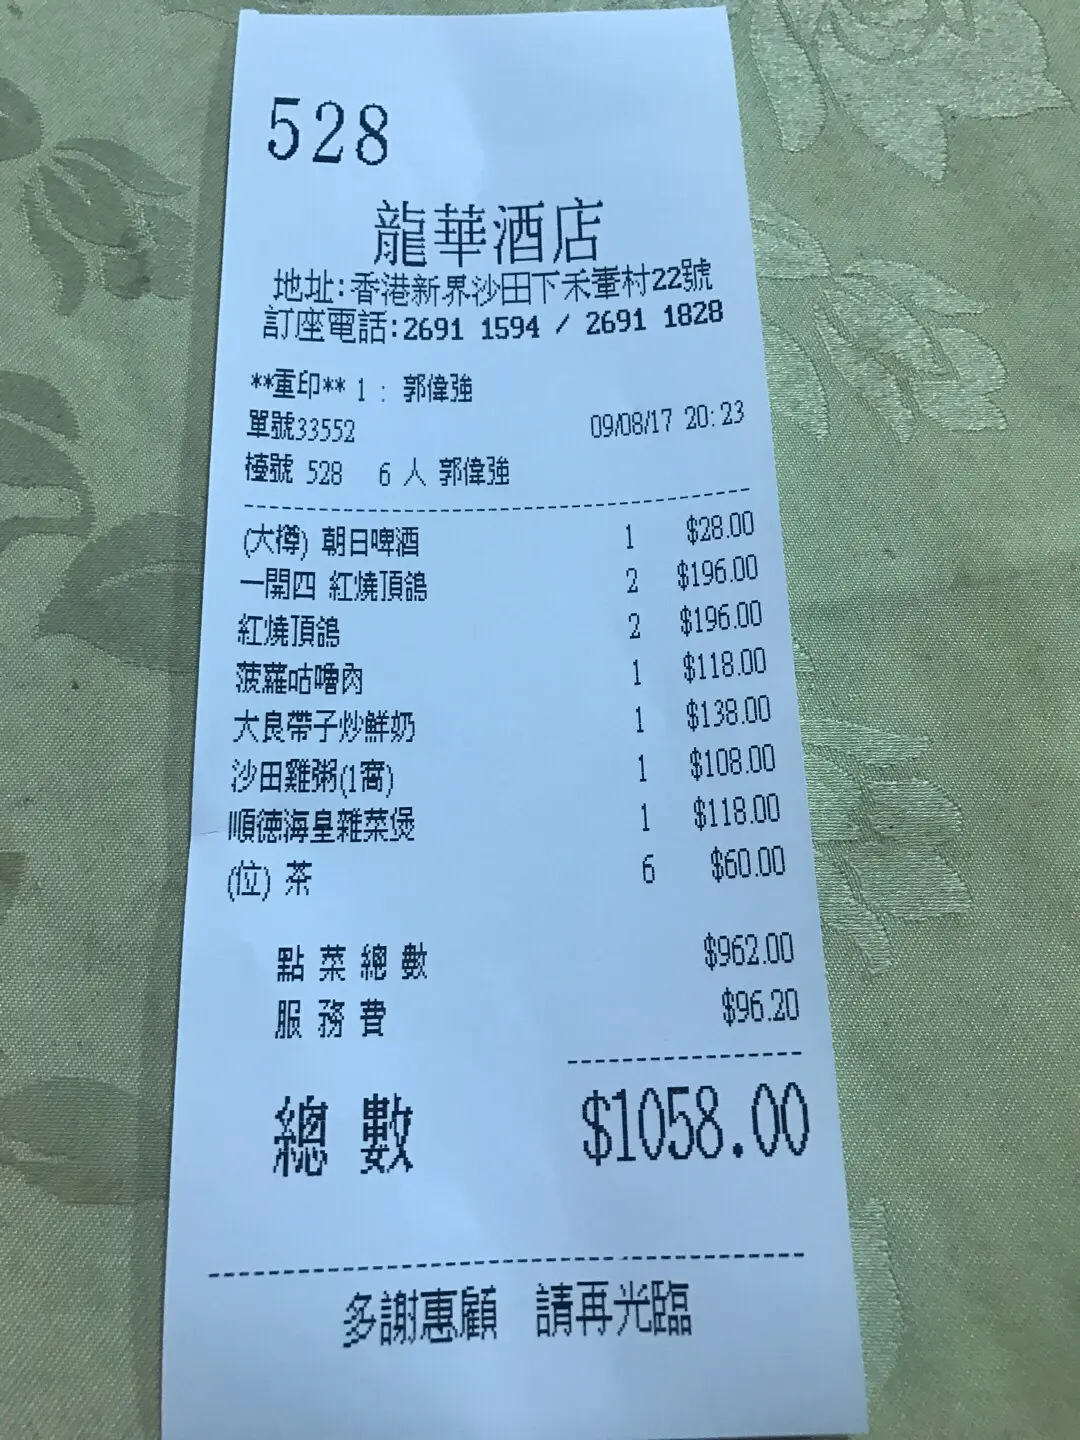 528
龍華酒店
地址:香港新界沙田下禾輋村22號
訂座電話:2691 1594 / 2691 1828
**重印** 1 : 郭偉強
單號33552 09/08/17 20:23
檯號 528 6 人 郭偉強
(大樽) 朝日啤酒 1 $28.00
一開四 紅燒頂鴿 2 $196.00
紅燒頂鴿 2 $196.00
菠蘿咕嚕肉 1 $118.00
大良帶子炒鮮奶 1 $138.00
沙田雞粥(1窩) 1 $108.00
順德海皇雜菜煲 1 $118.00
(位) 茶 6 $60.00
點菜總數 $962.00
服務費 $96.20
總數 $1058.00
多謝惠顧 請再光臨